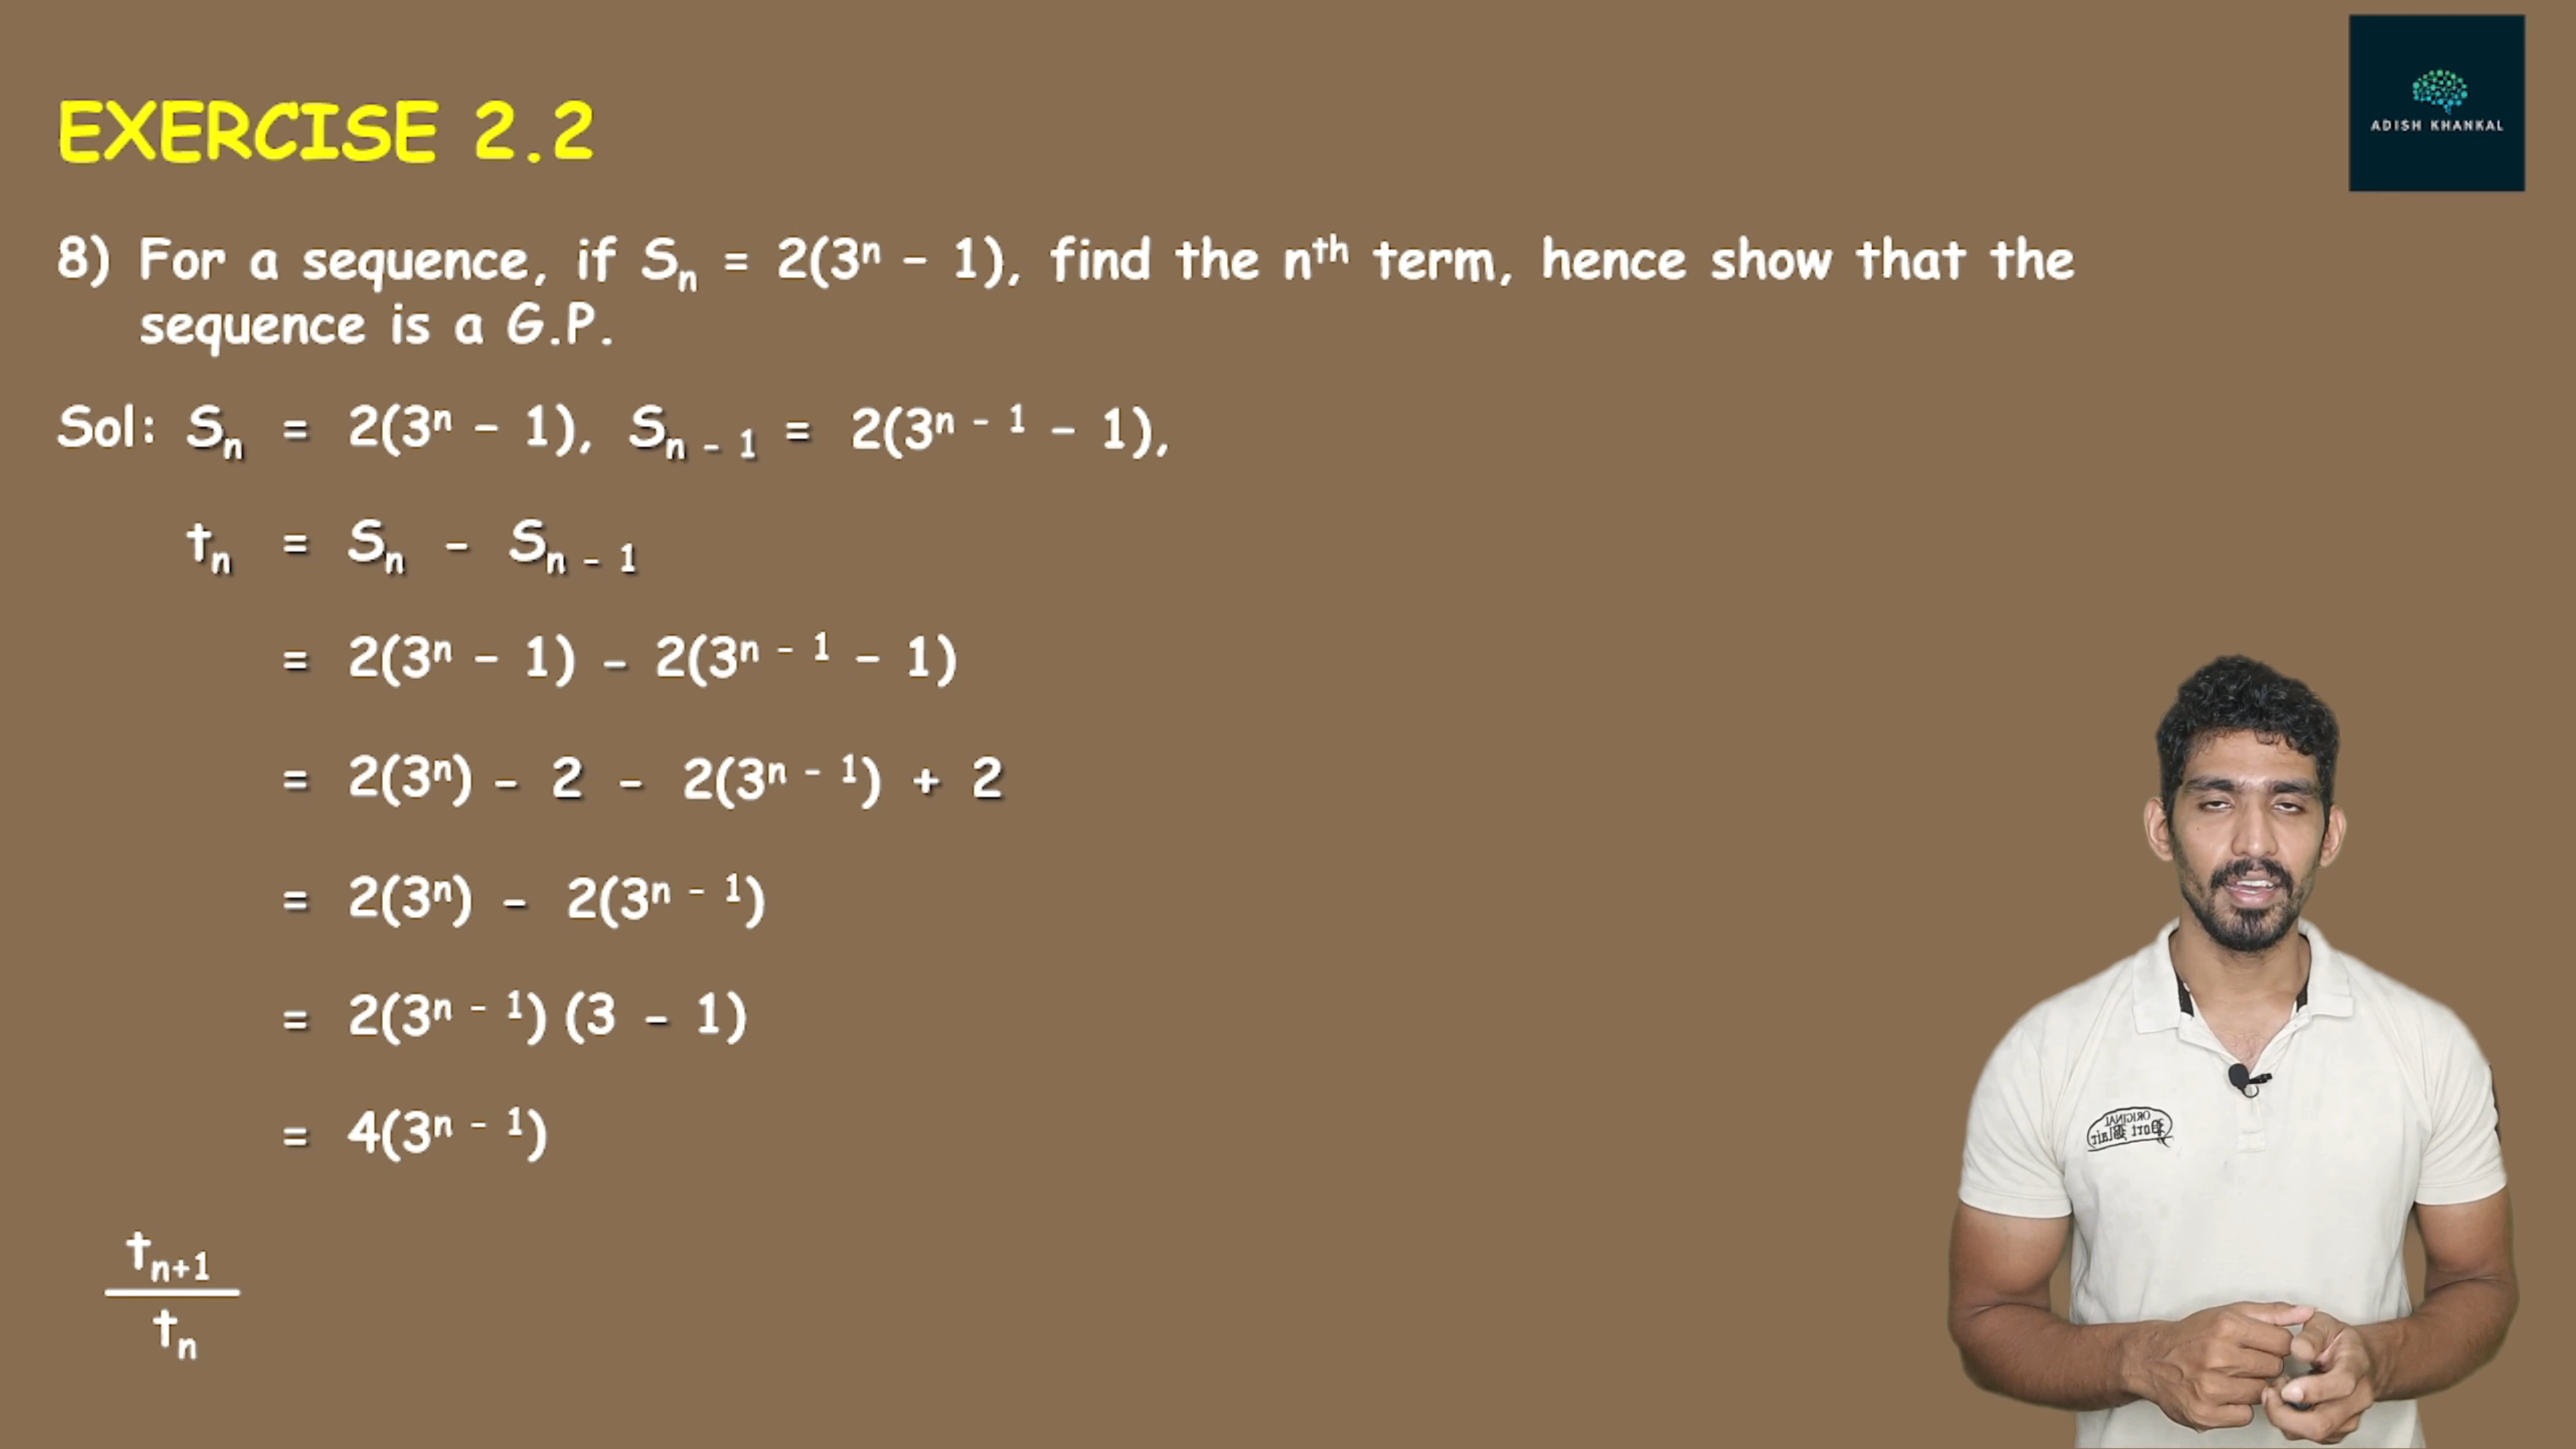 ADISH KHANKAL
EXERCISE 2.2
8) For a sequence, if Sₙ = 2(3ⁿ – 1), find the nᵗʰ term, hence show that the
sequence is a G.P.
Sol: Sₙ = 2(3ⁿ – 1), Sₙ ₋ ₁ = 2(3ⁿ ⁻ ¹ – 1),
tₙ = Sₙ – Sₙ ₋ ₁
= 2(3ⁿ – 1) – 2(3ⁿ ⁻ ¹ – 1)
= 2(3ⁿ) – 2 – 2(3ⁿ ⁻ ¹) + 2
= 2(3ⁿ) – 2(3ⁿ ⁻ ¹)
= 2(3ⁿ ⁻ ¹) (3 – 1)
= 4(3ⁿ ⁻ ¹)
tₙ₊₁
tₙ
ORIGINAL
Port Blair